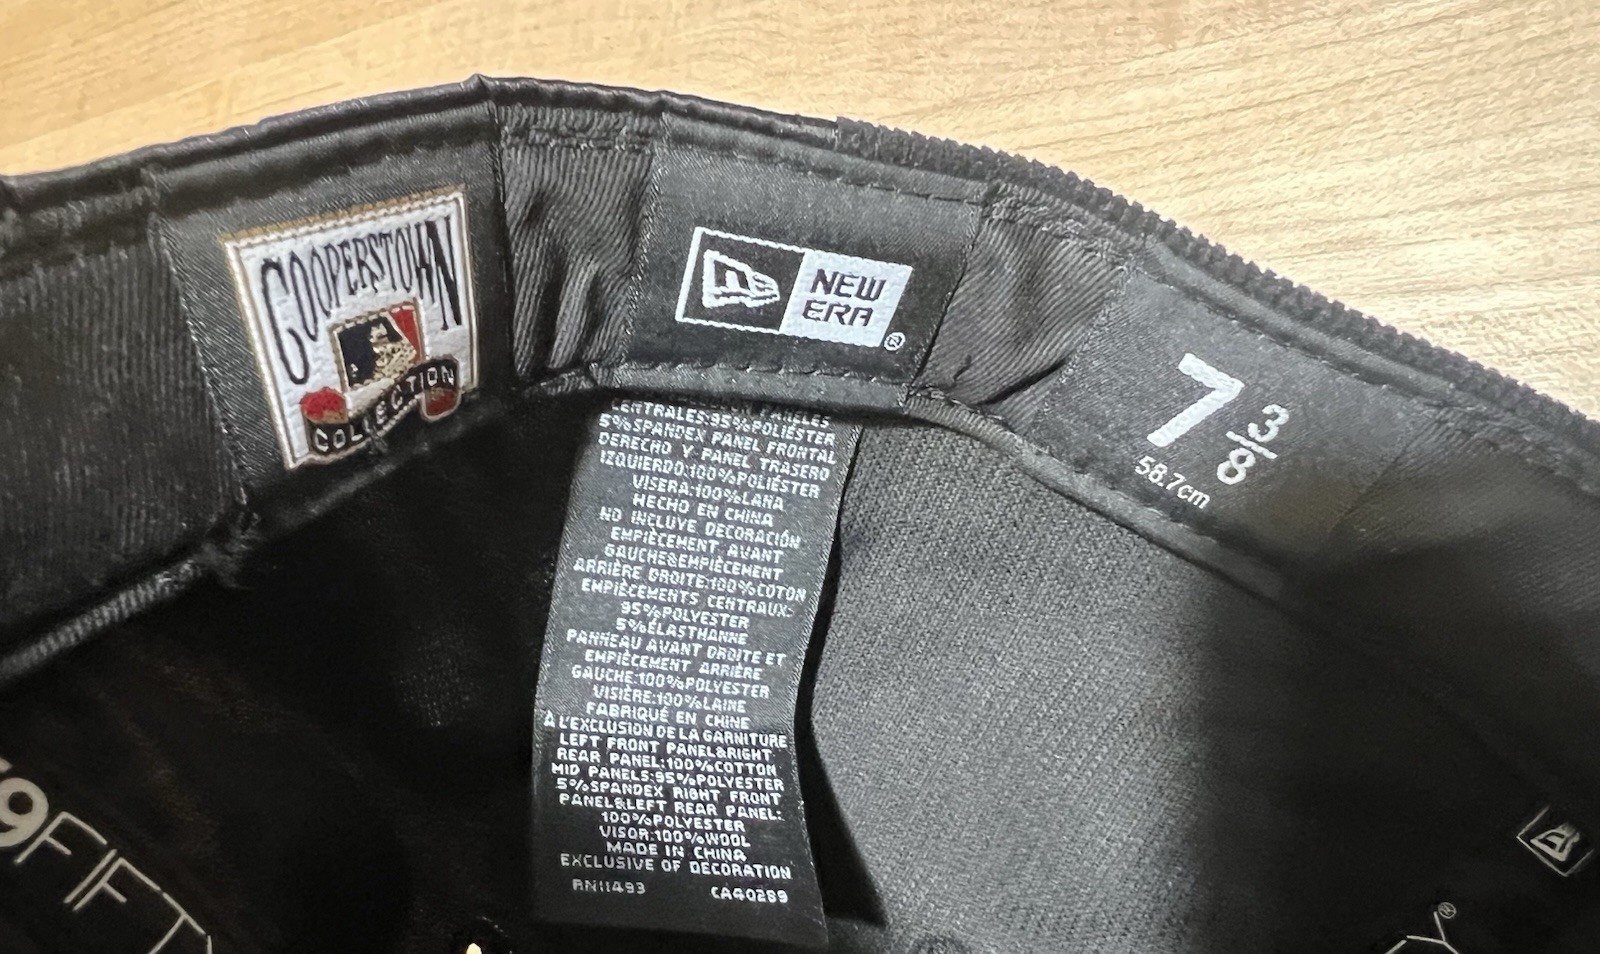 COOPERSTOWN
COLLECTION
NEW
ERA®
7 3/8
58.7cm
PANELES
CENTRALES:95%POLIÉSTER
5%SPANDEX PANEL FRONTAL
DERECHO Y PANEL TRASERO
IZQUIERDO:100%POLIÉSTER
VISERA:100%LANA
HECHO EN CHINA
NO INCLUYE DECORACIÓN
EMPIÈCEMENT AVANT
GAUCHE&EMPIÈCEMENT
ARRIÈRE DROITE:100%COTON
EMPIÈCEMENTS CENTRAUX:
95%POLYESTER
5%ÉLASTHANNE
PANNEAU AVANT DROITE ET
EMPIÈCEMENT ARRIÈRE
GAUCHE:100%POLYESTER
VISIÈRE:100%LAINE
FABRIQUÉ EN CHINE
À L'EXCLUSION DE LA GARNITURE
LEFT FRONT PANEL&RIGHT
REAR PANEL:100%COTTON
MID PANELS:95%POLYESTER
5%SPANDEX RIGHT FRONT
PANEL&LEFT REAR PANEL:
100%POLYESTER
VISOR:100%WOOL
MADE IN CHINA
EXCLUSIVE OF DECORATION
RN11493 CA40289
9FIFTY
Y®